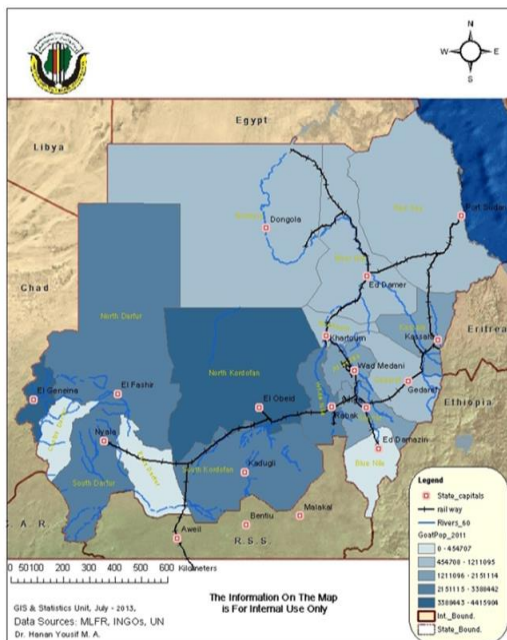 N
W
E
S
Egypt
Libya
Dongola
Port Sudan
Ed Damer
Chad
North Darfur
Khartoum
Kassala
Eritrea
North Kordofan
Wad Medani
El Geneina
El Fashir
El Obeid
Gedaref
Ethiopia
Rabak
Nyala
Ed Damazin
Kadugli
Blue Nile
South Kordofan
South Darfur
East Darfur
Bentiu
Malakal
C.A.R.
R.S.S.
Aweil
Kilometers
0 50100 200 300 400 500 600
Legend
State_capitals
rail way
Rivers_60
GoatPop_2011
0 - 454707
454708 - 1211095
1211096 - 2151114
2151115 - 3389442
3389443 - 4415904
Int_Bound.
State_Bound.
The Information On The Map
is For Internal Use Only
GIS & Statistics Unit, July - 2013,
Data Sources: MLFR, INGOs, UN
Dr. Hanan Yousif M. A.